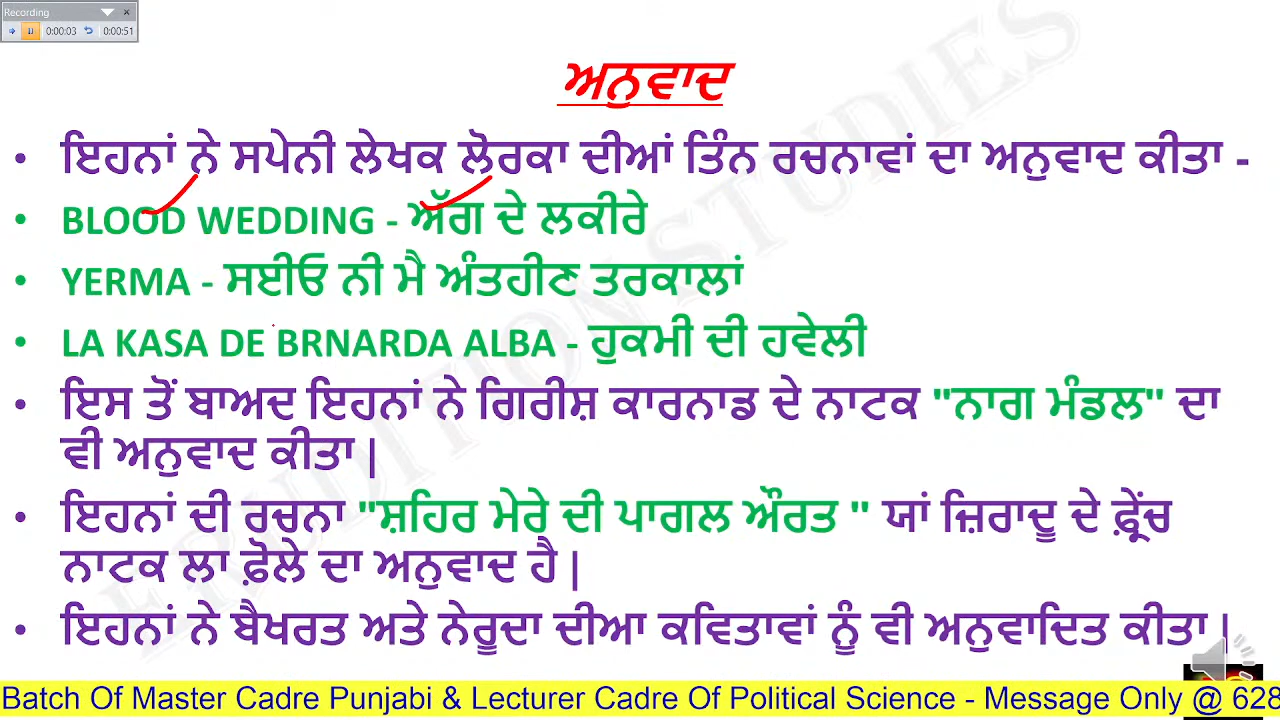 Recording
0:00:03 0:00:51
ਅਨੁਵਾਦ
• ਇਹਨਾਂ ਨੇ ਸਪੇਨੀ ਲੇਖਕ ਲੋਰਕਾ ਦੀਆਂ ਤਿੰਨ ਰਚਨਾਵਾਂ ਦਾ ਅਨੁਵਾਦ ਕੀਤਾ -
• BLOOD WEDDING - ਅੱਗ ਦੇ ਲਕੀਰੇ
• YERMA - ਸਈਓ ਨੀ ਮੈ ਅੰਤਹੀਣ ਤਰਕਾਲਾਂ
• LA KASA DE BRNARDA ALBA - ਹੁਕਮੀ ਦੀ ਹਵੇਲੀ
• ਇਸ ਤੋਂ ਬਾਅਦ ਇਹਨਾਂ ਨੇ ਗਿਰੀਸ਼ ਕਾਰਨਾਡ ਦੇ ਨਾਟਕ "ਨਾਗ ਮੰਡਲ" ਦਾ
ਵੀ ਅਨੁਵਾਦ ਕੀਤਾ |
• ਇਹਨਾਂ ਦੀ ਰਚਨਾ "ਸ਼ਹਿਰ ਮੇਰੇ ਦੀ ਪਾਗਲ ਔਰਤ " ਯਾਂ ਜ਼ਿਰਾਦੂ ਦੇ ਫ਼੍ਰੇਂਚ
ਨਾਟਕ ਲਾ ਫ਼ੋਲੇ ਦਾ ਅਨੁਵਾਦ ਹੈ |
• ਇਹਨਾਂ ਨੇ ਬੈਖਰਤ ਅਤੇ ਨੇਰੂਦਾ ਦੀਆ ਕਵਿਤਾਵਾਂ ਨੂੰ ਵੀ ਅਨੁਵਾਦਿਤ ਕੀਤਾ |
ERUDITION STUDIES
Batch Of Master Cadre Punjabi & Lecturer Cadre Of Political Science - Message Only @ 628